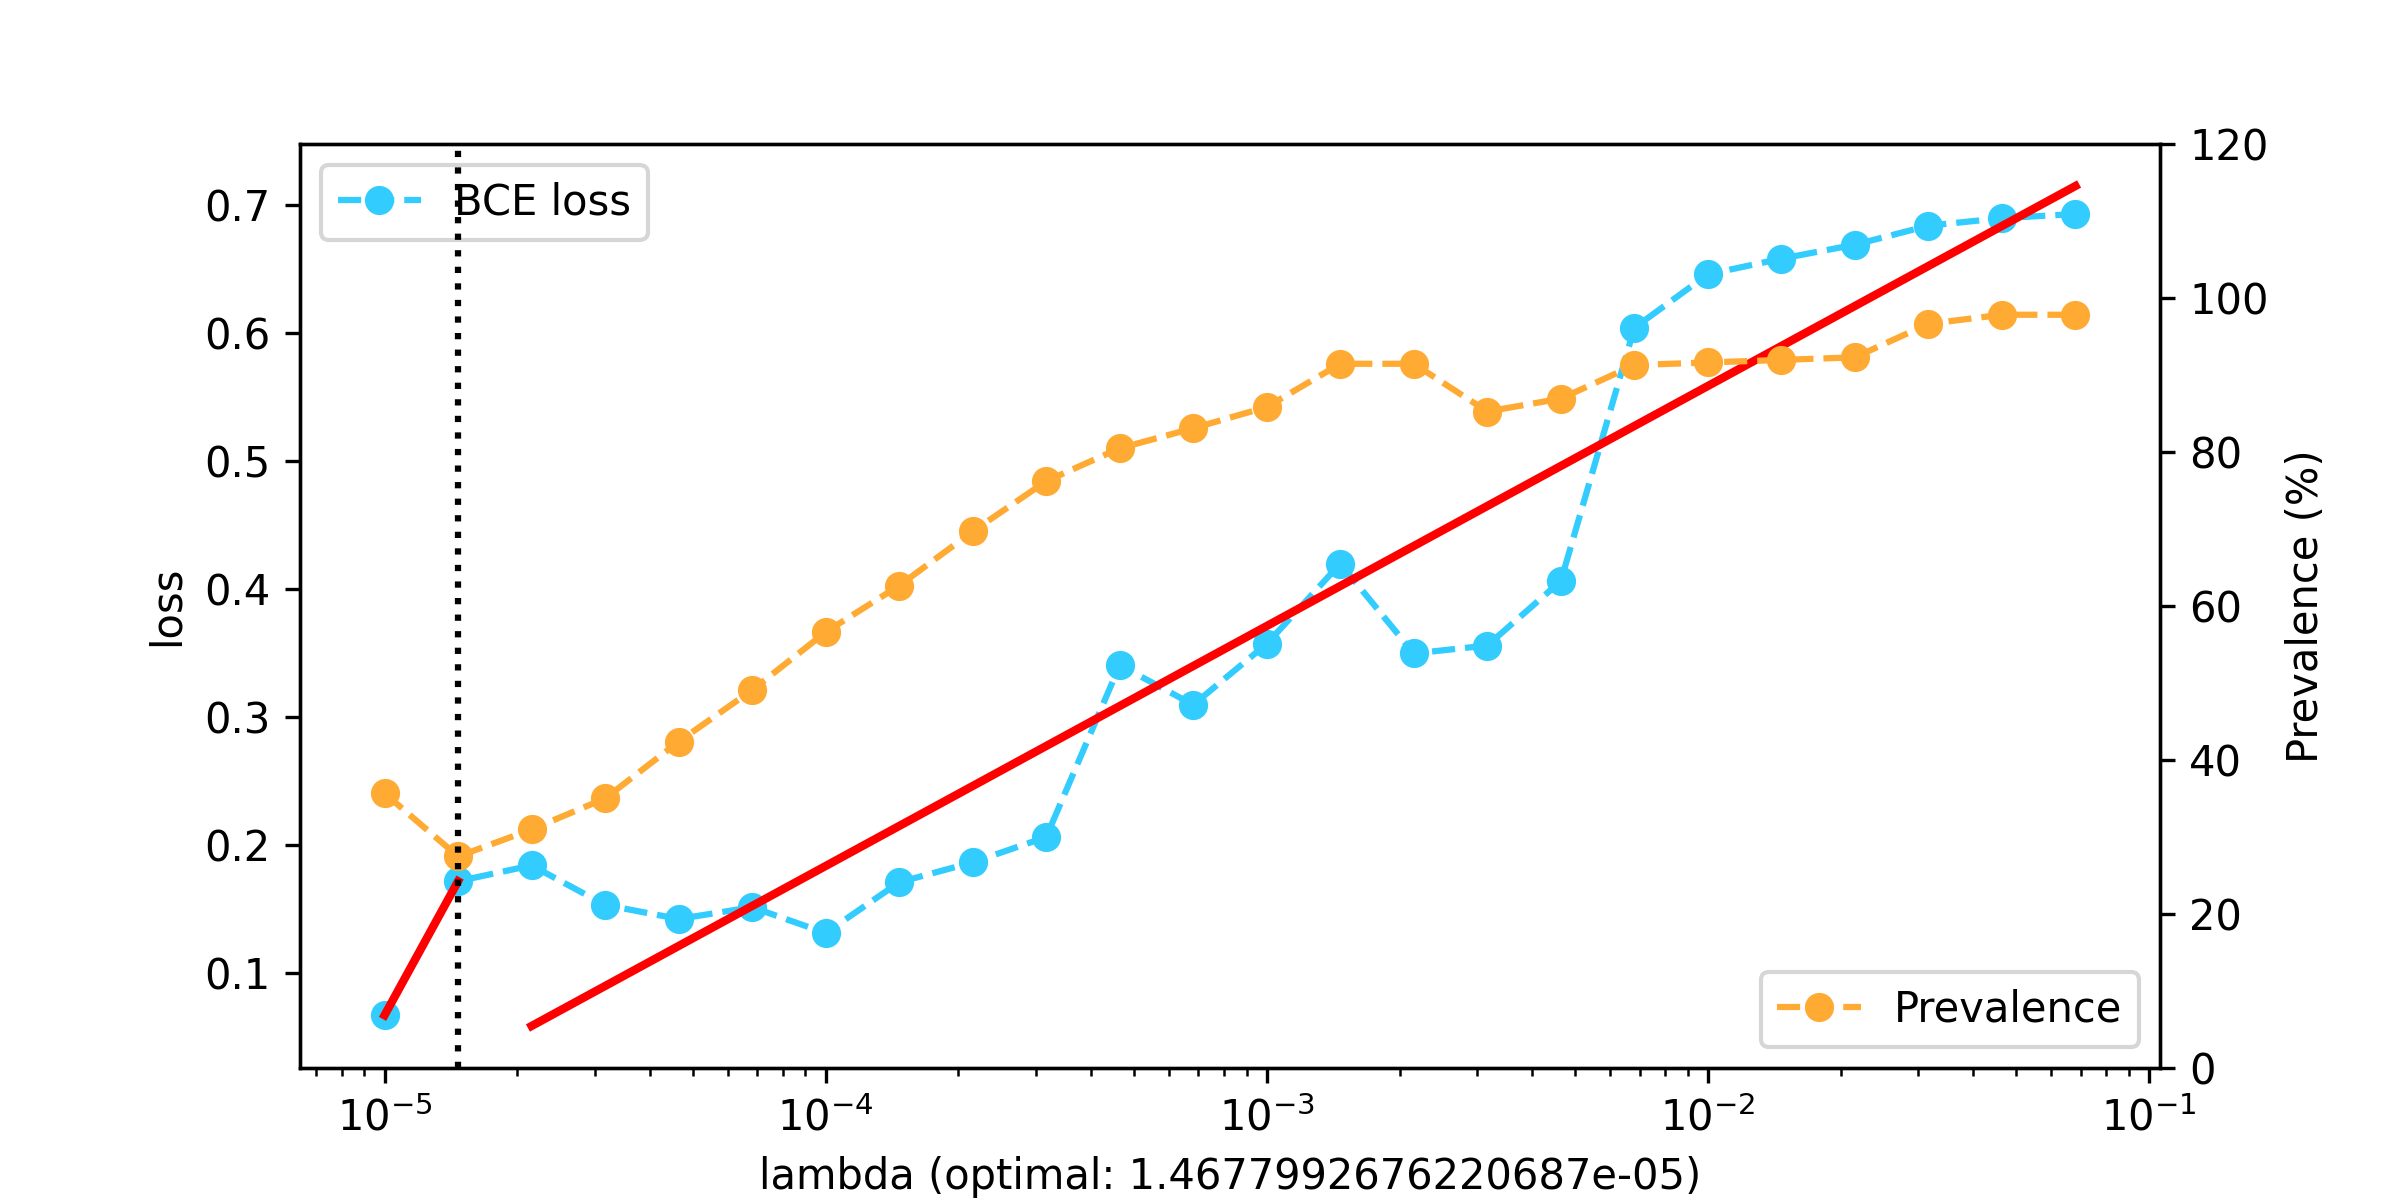 BCE loss
0.7
0.6
0.5
0.4
0.3
0.2
0.1
loss
120
100
80
60
40
20
0
Prevalence (%)
Prevalence
10⁻⁵ 10⁻⁴ 10⁻³ 10⁻² 10⁻¹
lambda (optimal: 1.4677992676220687e-05)